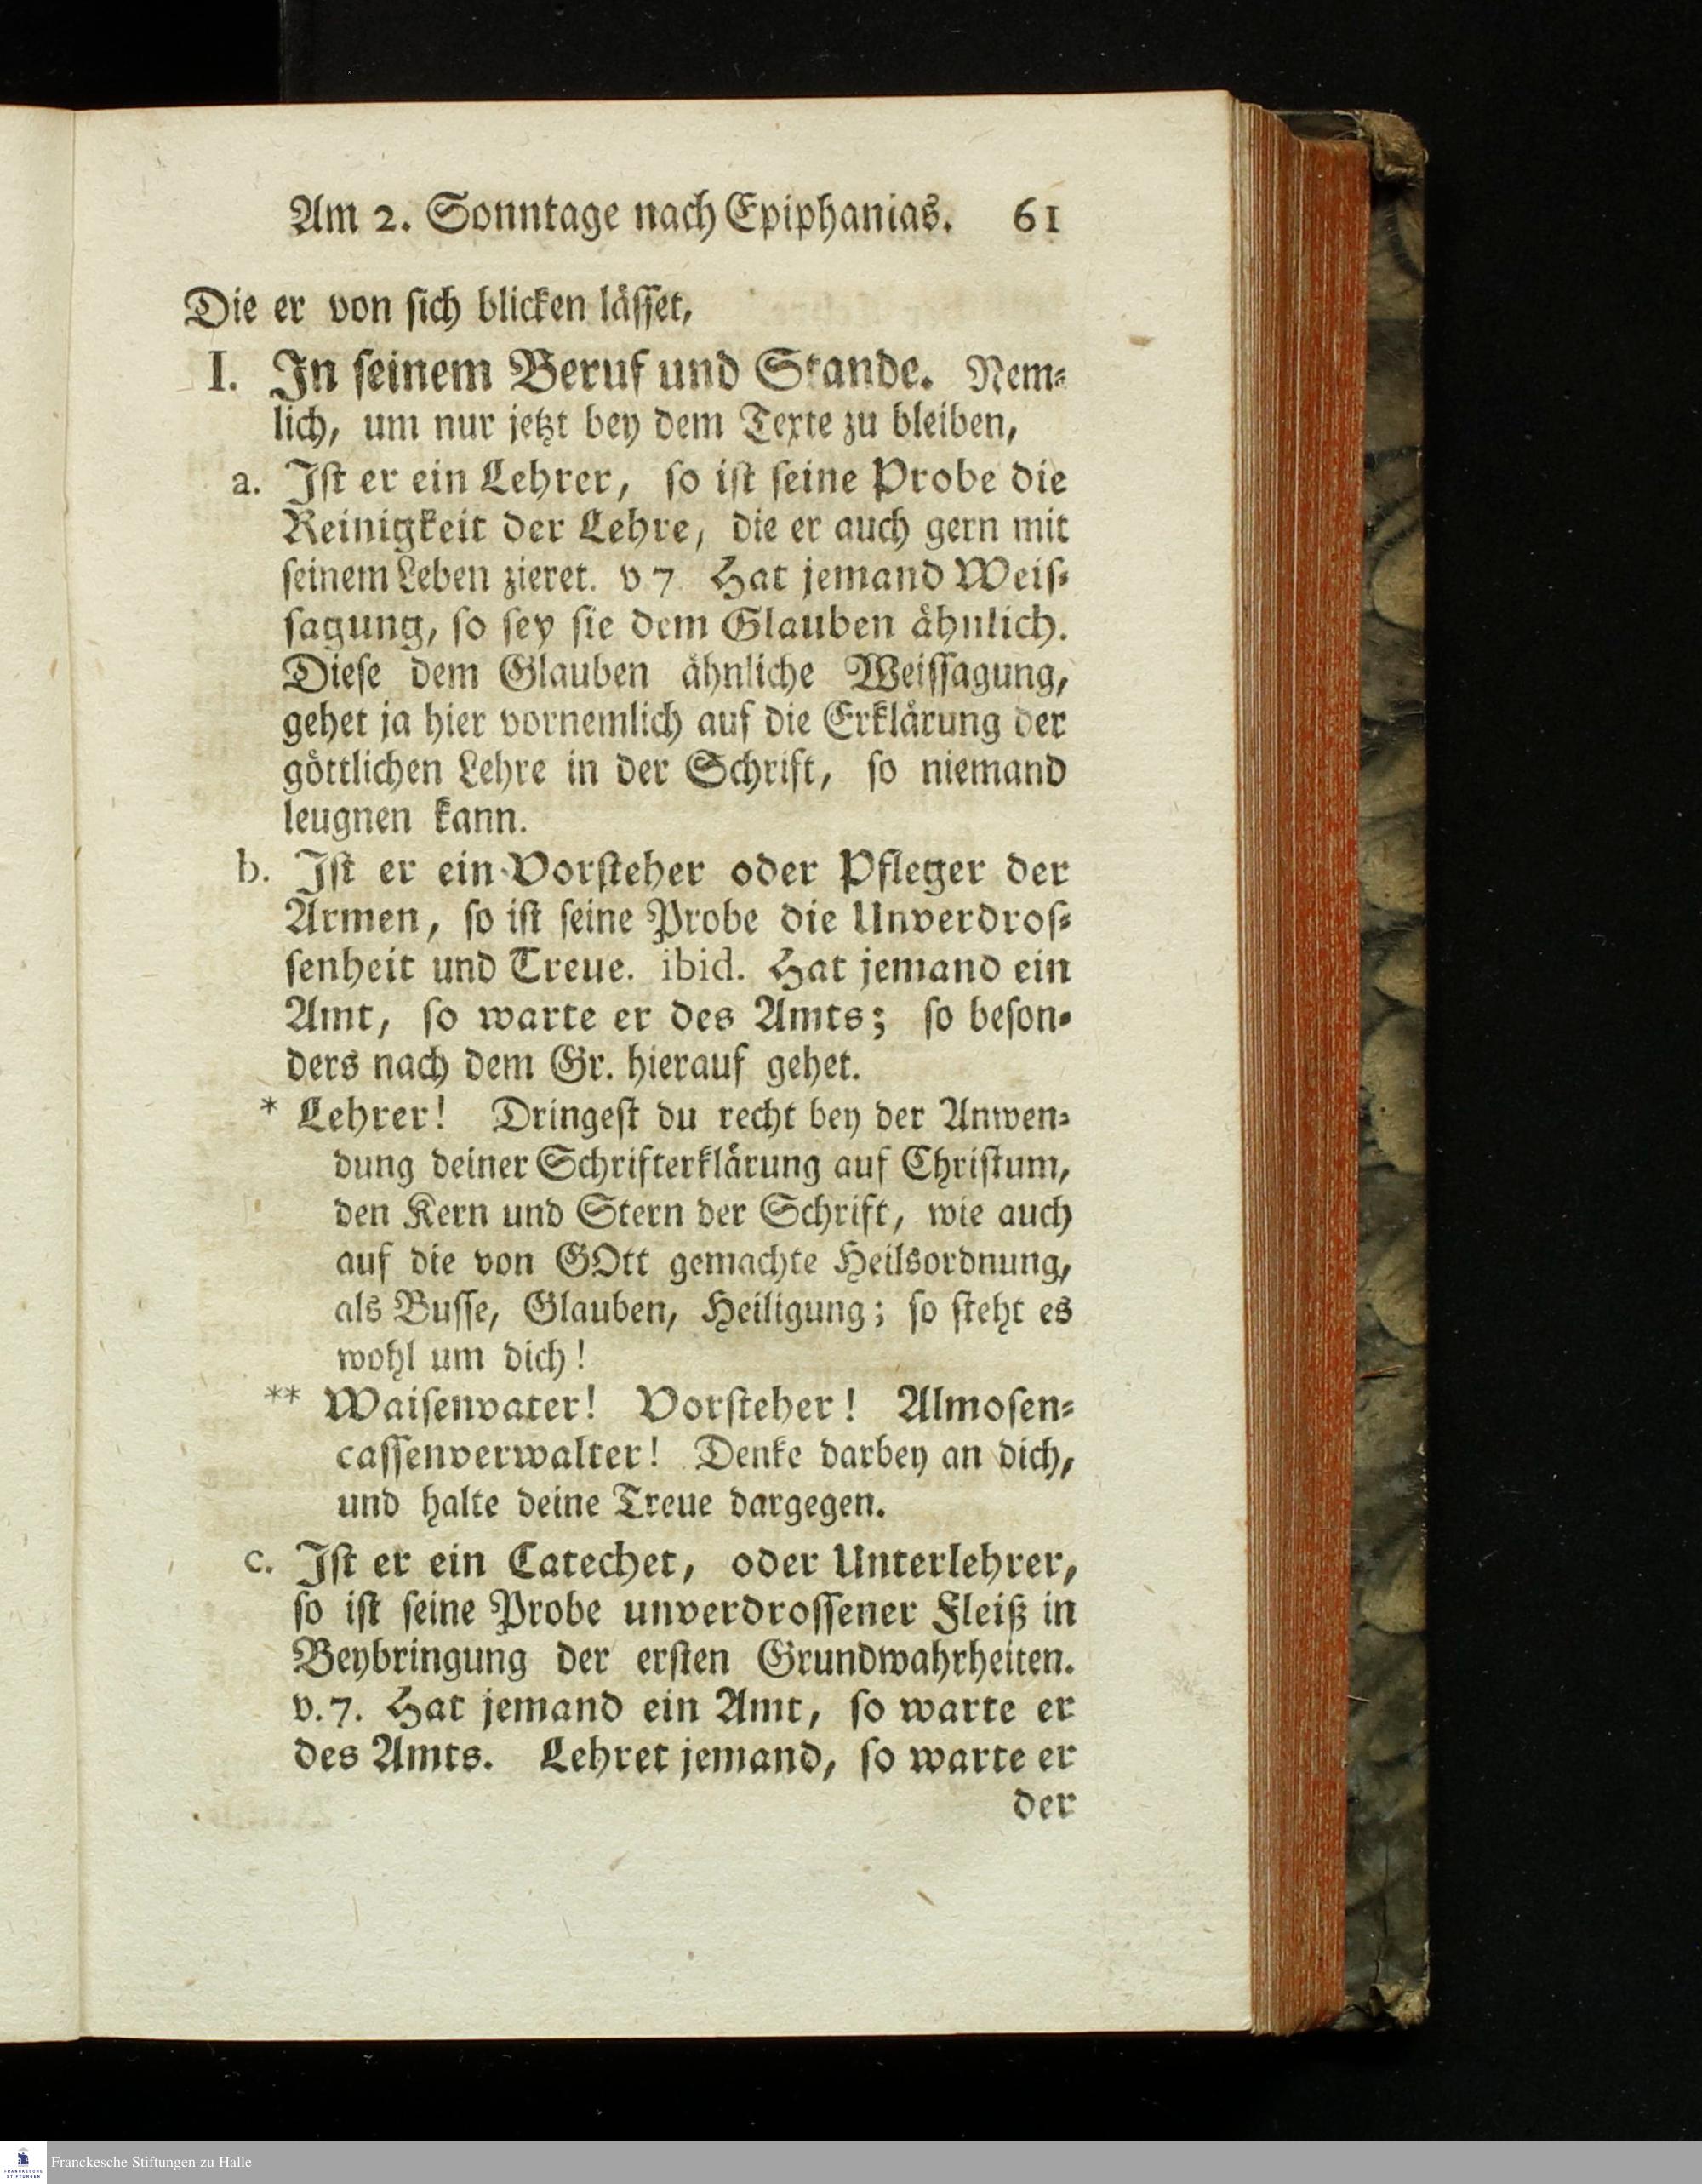 Am 2. Sonntage nach Epiphanias. 61
Die er von ſich blicken läſſet,
I. In ſeinem Beruf und Stande. Nem⸗
lich, um nur jetzt bey dem Texte zu bleiben,
a. Iſt er ein Lehrer, ſo iſt ſeine Probe die
Reinigkeit der Lehre, die er auch gern mit
ſeinem Leben zieret. v 7 Hat jemand Weiſ⸗
ſagung, ſo ſey ſie dem Glauben ähnlich.
Dieſe dem Glauben ähnliche Weiſſagung,
gehet ja hier vornemlich auf die Erklärung der
göttlichen Lehre in der Schrift, ſo niemand
leugnen kann.
b. Iſt er ein Vorſteher oder Pfleger der
Armen, ſo iſt ſeine Probe die Unverdroſ⸗
ſenheit und Treue. ibid. Hat jemand ein
Amt, ſo warte er des Amts; ſo beſon⸗
ders nach dem Gr. hierauf gehet.
* Lehrer! Dringeſt du recht bey der Anwen⸗
dung deiner Schrifterklärung auf Chriſtum,
den Kern und Stern der Schrift, wie auch
auf die von GOtt gemachte Heilsordnung,
als Buſſe, Glauben, Heiligung; ſo ſteht es
wohl um dich!
** Waiſenvater! Vorſteher! Almoſen⸗
caſſenverwalter! Denke darbey an dich,
und halte deine Treue dargegen.
c. Iſt er ein Catechet, oder Unterlehrer,
ſo iſt ſeine Probe unverdroſſener Fleiß in
Beybringung der erſten Grundwahrheiten.
v. 7. Hat jemand ein Amt, ſo warte er
des Amts. Lehret jemand, ſo warte er
der
FRANCKESCHE
STIFTUNGEN
Franckesche Stiftungen zu Halle